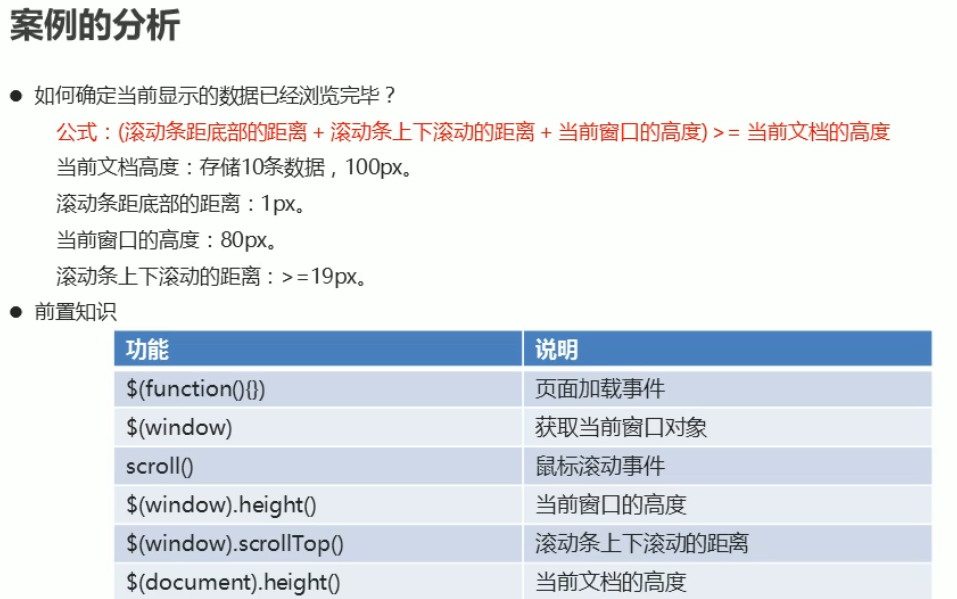 案例的分析
● 如何确定当前显示的数据已经浏览完毕？
公式：(滚动条距底部的距离 + 滚动条上下滚动的距离 + 当前窗口的高度) >= 当前文档的高度
当前文档高度：存储10条数据，100px。
滚动条距底部的距离：1px。
当前窗口的高度：80px。
滚动条上下滚动的距离：>=19px。
● 前置知识
功能 说明
$(function(){}) 页面加载事件
$(window) 获取当前窗口对象
scroll() 鼠标滚动事件
$(window).height() 当前窗口的高度
$(window).scrollTop() 滚动条上下滚动的距离
$(document).height() 当前文档的高度